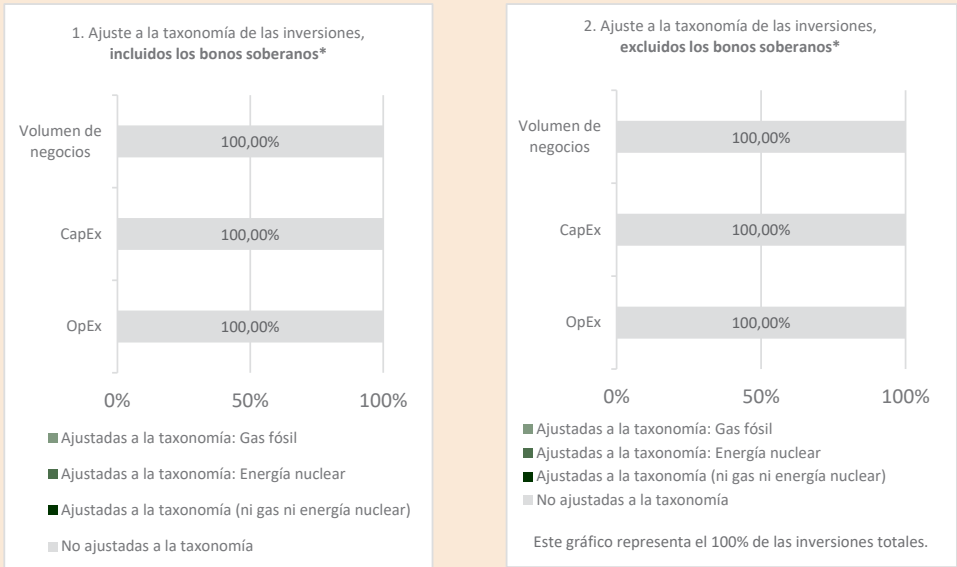 1. Ajuste a la taxonomía de las inversiones,
incluidos los bonos soberanos*
Volumen de
negocios
100,00%
CapEx
100,00%
OpEx
100,00%
0%
50%
100%
Ajustadas a la taxonomía: Gas fósil
Ajustadas a la taxonomía: Energía nuclear
Ajustadas a la taxonomía (ni gas ni energía nuclear)
No ajustadas a la taxonomía
2. Ajuste a la taxonomía de las inversiones,
excluidos los bonos soberanos*
Volumen de
negocios
100,00%
CapEx
100,00%
OpEx
100,00%
0%
50%
100%
Ajustadas a la taxonomía: Gas fósil
Ajustadas a la taxonomía: Energía nuclear
Ajustadas a la taxonomía (ni gas ni energía nuclear)
No ajustadas a la taxonomía
Este gráfico representa el 100% de las inversiones totales.